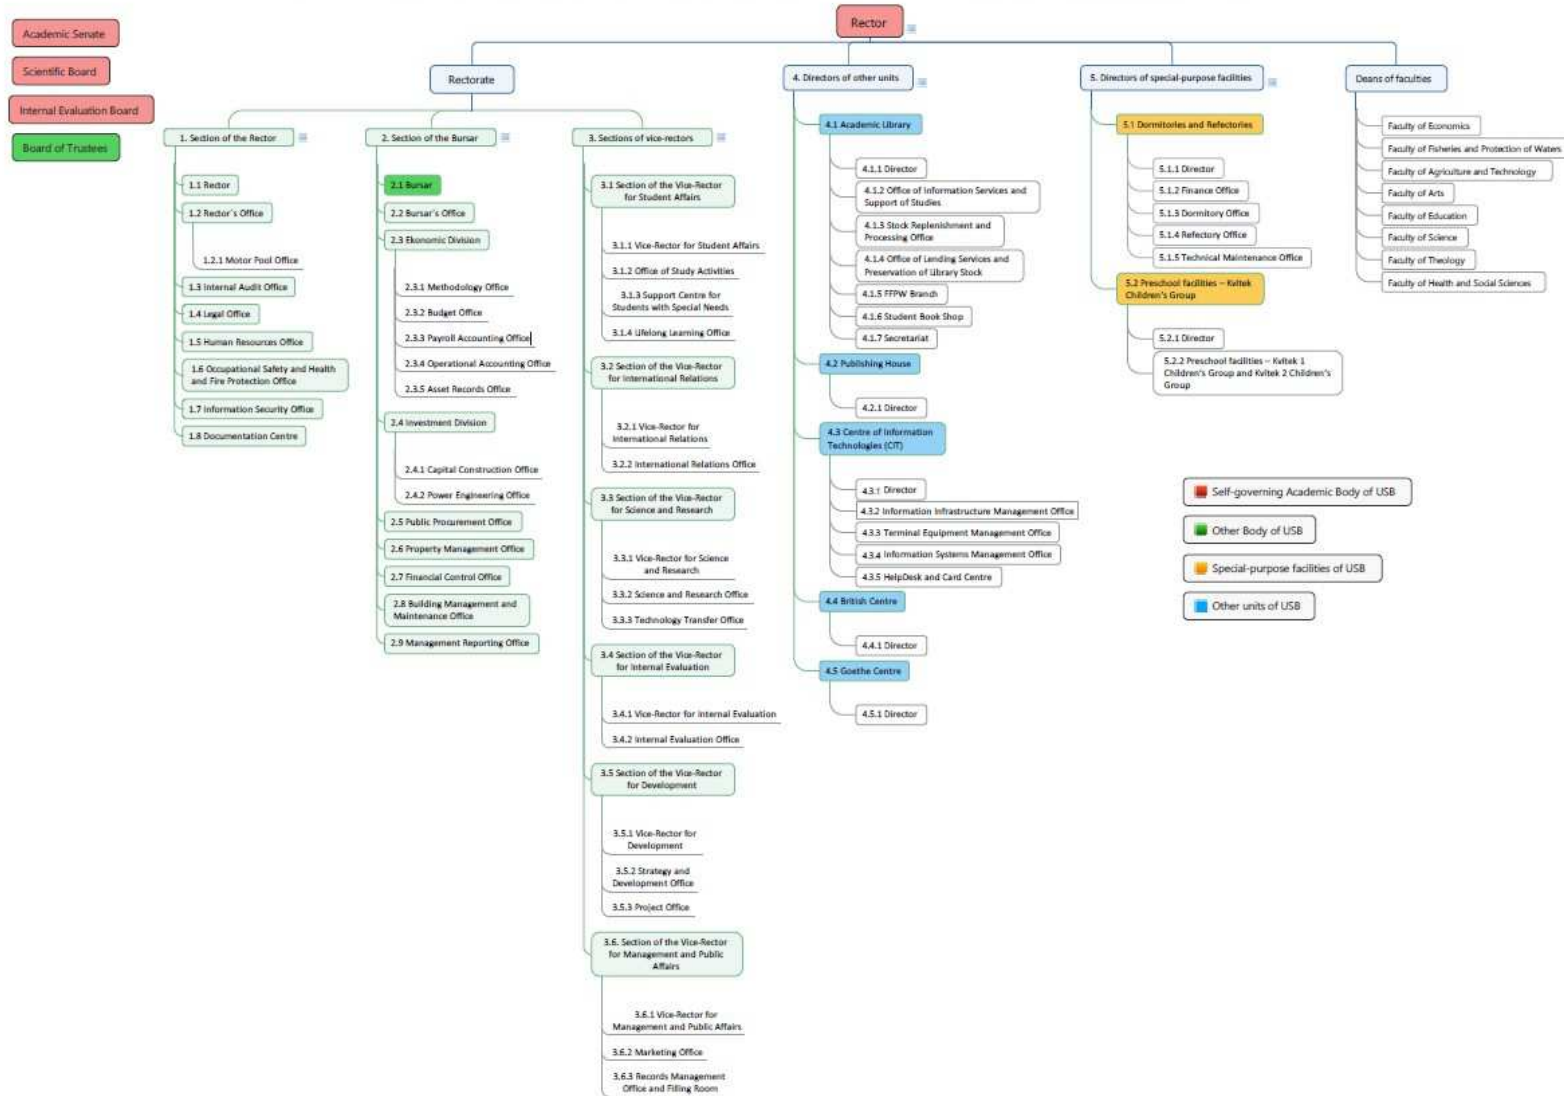 Rector
Academic Senate
Scientific Board
Internal Evaluation Board
Board of Trustees
Rectorate
1. Section of the Rector
1.1 Rector
1.2 Rector´s Office
1.2.1 Motor Pool Office
1.3 Internal Audit Office
1.4 Legal Office
1.5 Human Resources Office
1.6 Occupational Safety and Health
and Fire Protection Office
1.7 Information Security Office
1.8 Documentation Centre
2. Section of the Bursar
2.1 Bursar
2.2 Bursar´s Office
2.3 Ekonomic Division
2.3.1 Methodology Office
2.3.2 Budget Office
2.3.3 Payroll Accounting Office
2.3.4 Operational Accounting Office
2.3.5 Asset Records Office
2.4 Investment Division
2.4.1 Capital Construction Office
2.4.2 Power Engineering Office
2.5 Public Procurement Office
2.6 Property Management Office
2.7 Financial Control Office
2.8 Building Management and
Maintenance Office
2.9 Management Reporting Office
3. Sections of vice-rectors
3.1 Section of the Vice-Rector
for Student Affairs
3.1.1 Vice-Rector for Student Affairs
3.1.2 Office of Study Activities
3.1.3 Support Centre for
Students with Special Needs
3.1.4 Lifelong Learning Office
3.2 Section of the Vice-Rector
for International Relations
3.2.1 Vice-Rector for
International Relations
3.2.2 International Relations Office
3.3 Section of the Vice-Rector
for Science and Research
3.3.1 Vice-Rector for Science
and Research
3.3.2 Science and Research Office
3.3.3 Technology Transfer Office
3.4 Section of the Vice-Rector
for Internal Evaluation
3.4.1 Vice-Rector for Internal Evaluation
3.4.2 Internal Evaluation Office
3.5 Section of the Vice-Rector
for Development
3.5.1 Vice-Rector for
Development
3.5.2 Strategy and
Development Office
3.5.3 Project Office
3.6. Section of the Vice-Rector
for Management and Public
Affairs
3.6.1 Vice-Rector for
Management and Public Affairs
3.6.2 Marketing Office
3.6.3 Records Management
Office and Filling Room
4. Directors of other units
4.1 Academic Library
4.1.1 Director
4.1.2 Office of Information Services and
Support of Studies
4.1.3 Stock Replenishment and
Processing Office
4.1.4 Office of Lending Services and
Preservation of Library Stock
4.1.5 FFPW Branch
4.1.6 Student Book Shop
4.1.7 Secretariat
4.2 Publishing House
4.2.1 Director
4.3 Centre of Information
Technologies (CIT)
4.3.1 Director
4.3.2 Information Infrastructure Management Office
4.3.3 Terminal Equipment Management Office
4.3.4 Information Systems Management Office
4.3.5 HelpDesk and Card Centre
4.4 British Centre
4.4.1 Director
4.5 Goethe Centre
4.5.1 Director
5. Directors of special-purpose facilities
5.1 Dormitories and Refectories
5.1.1 Director
5.1.2 Finance Office
5.1.3 Dormitory Office
5.1.4 Refectory Office
5.1.5 Technical Maintenance Office
5.2 Preschool facilities – Kvítek
Children's Group
5.2.1 Director
5.2.2 Preschool facilities – Kvítek 1
Children's Group and Kvítek 2 Children's
Group
Deans of faculties
Faculty of Economics
Faculty of Fisheries and Protection of Waters
Faculty of Agriculture and Technology
Faculty of Arts
Faculty of Education
Faculty of Science
Faculty of Theology
Faculty of Health and Social Sciences
Self-governing Academic Body of USB
Other Body of USB
Special-purpose facilities of USB
Other units of USB